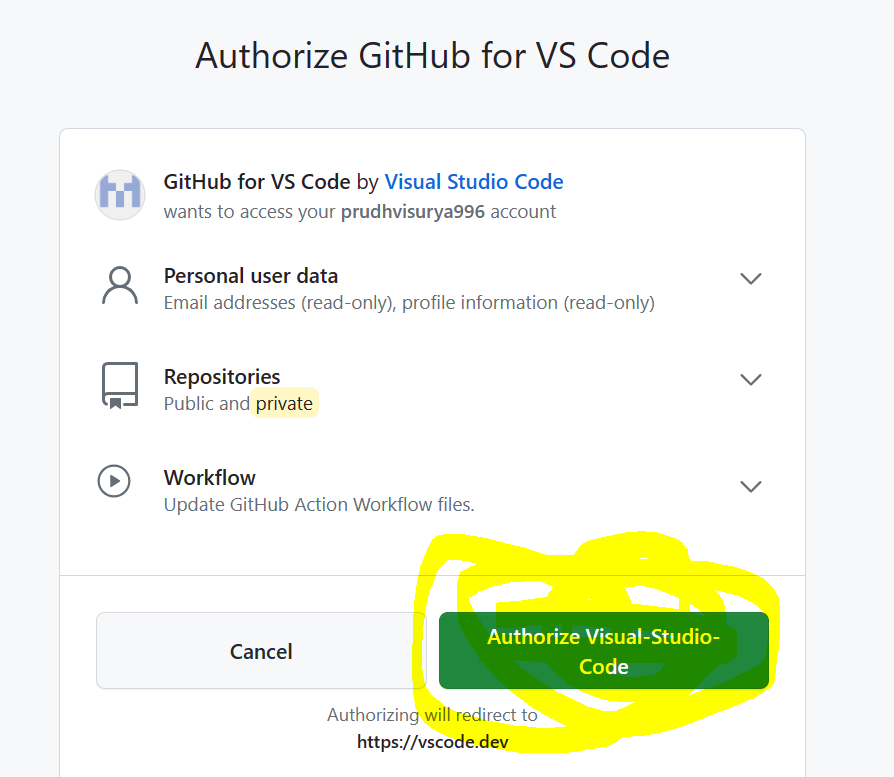 Authorize GitHub for VS Code
GitHub for VS Code by Visual Studio Code
wants to access your prudhvisurya996 account
Personal user data
Email addresses (read-only), profile information (read-only)
Repositories
Public and private
Workflow
Update GitHub Action Workflow files.
Cancel
Authorize Visual-Studio-
Code
Authorizing will redirect to
https://vscode.dev